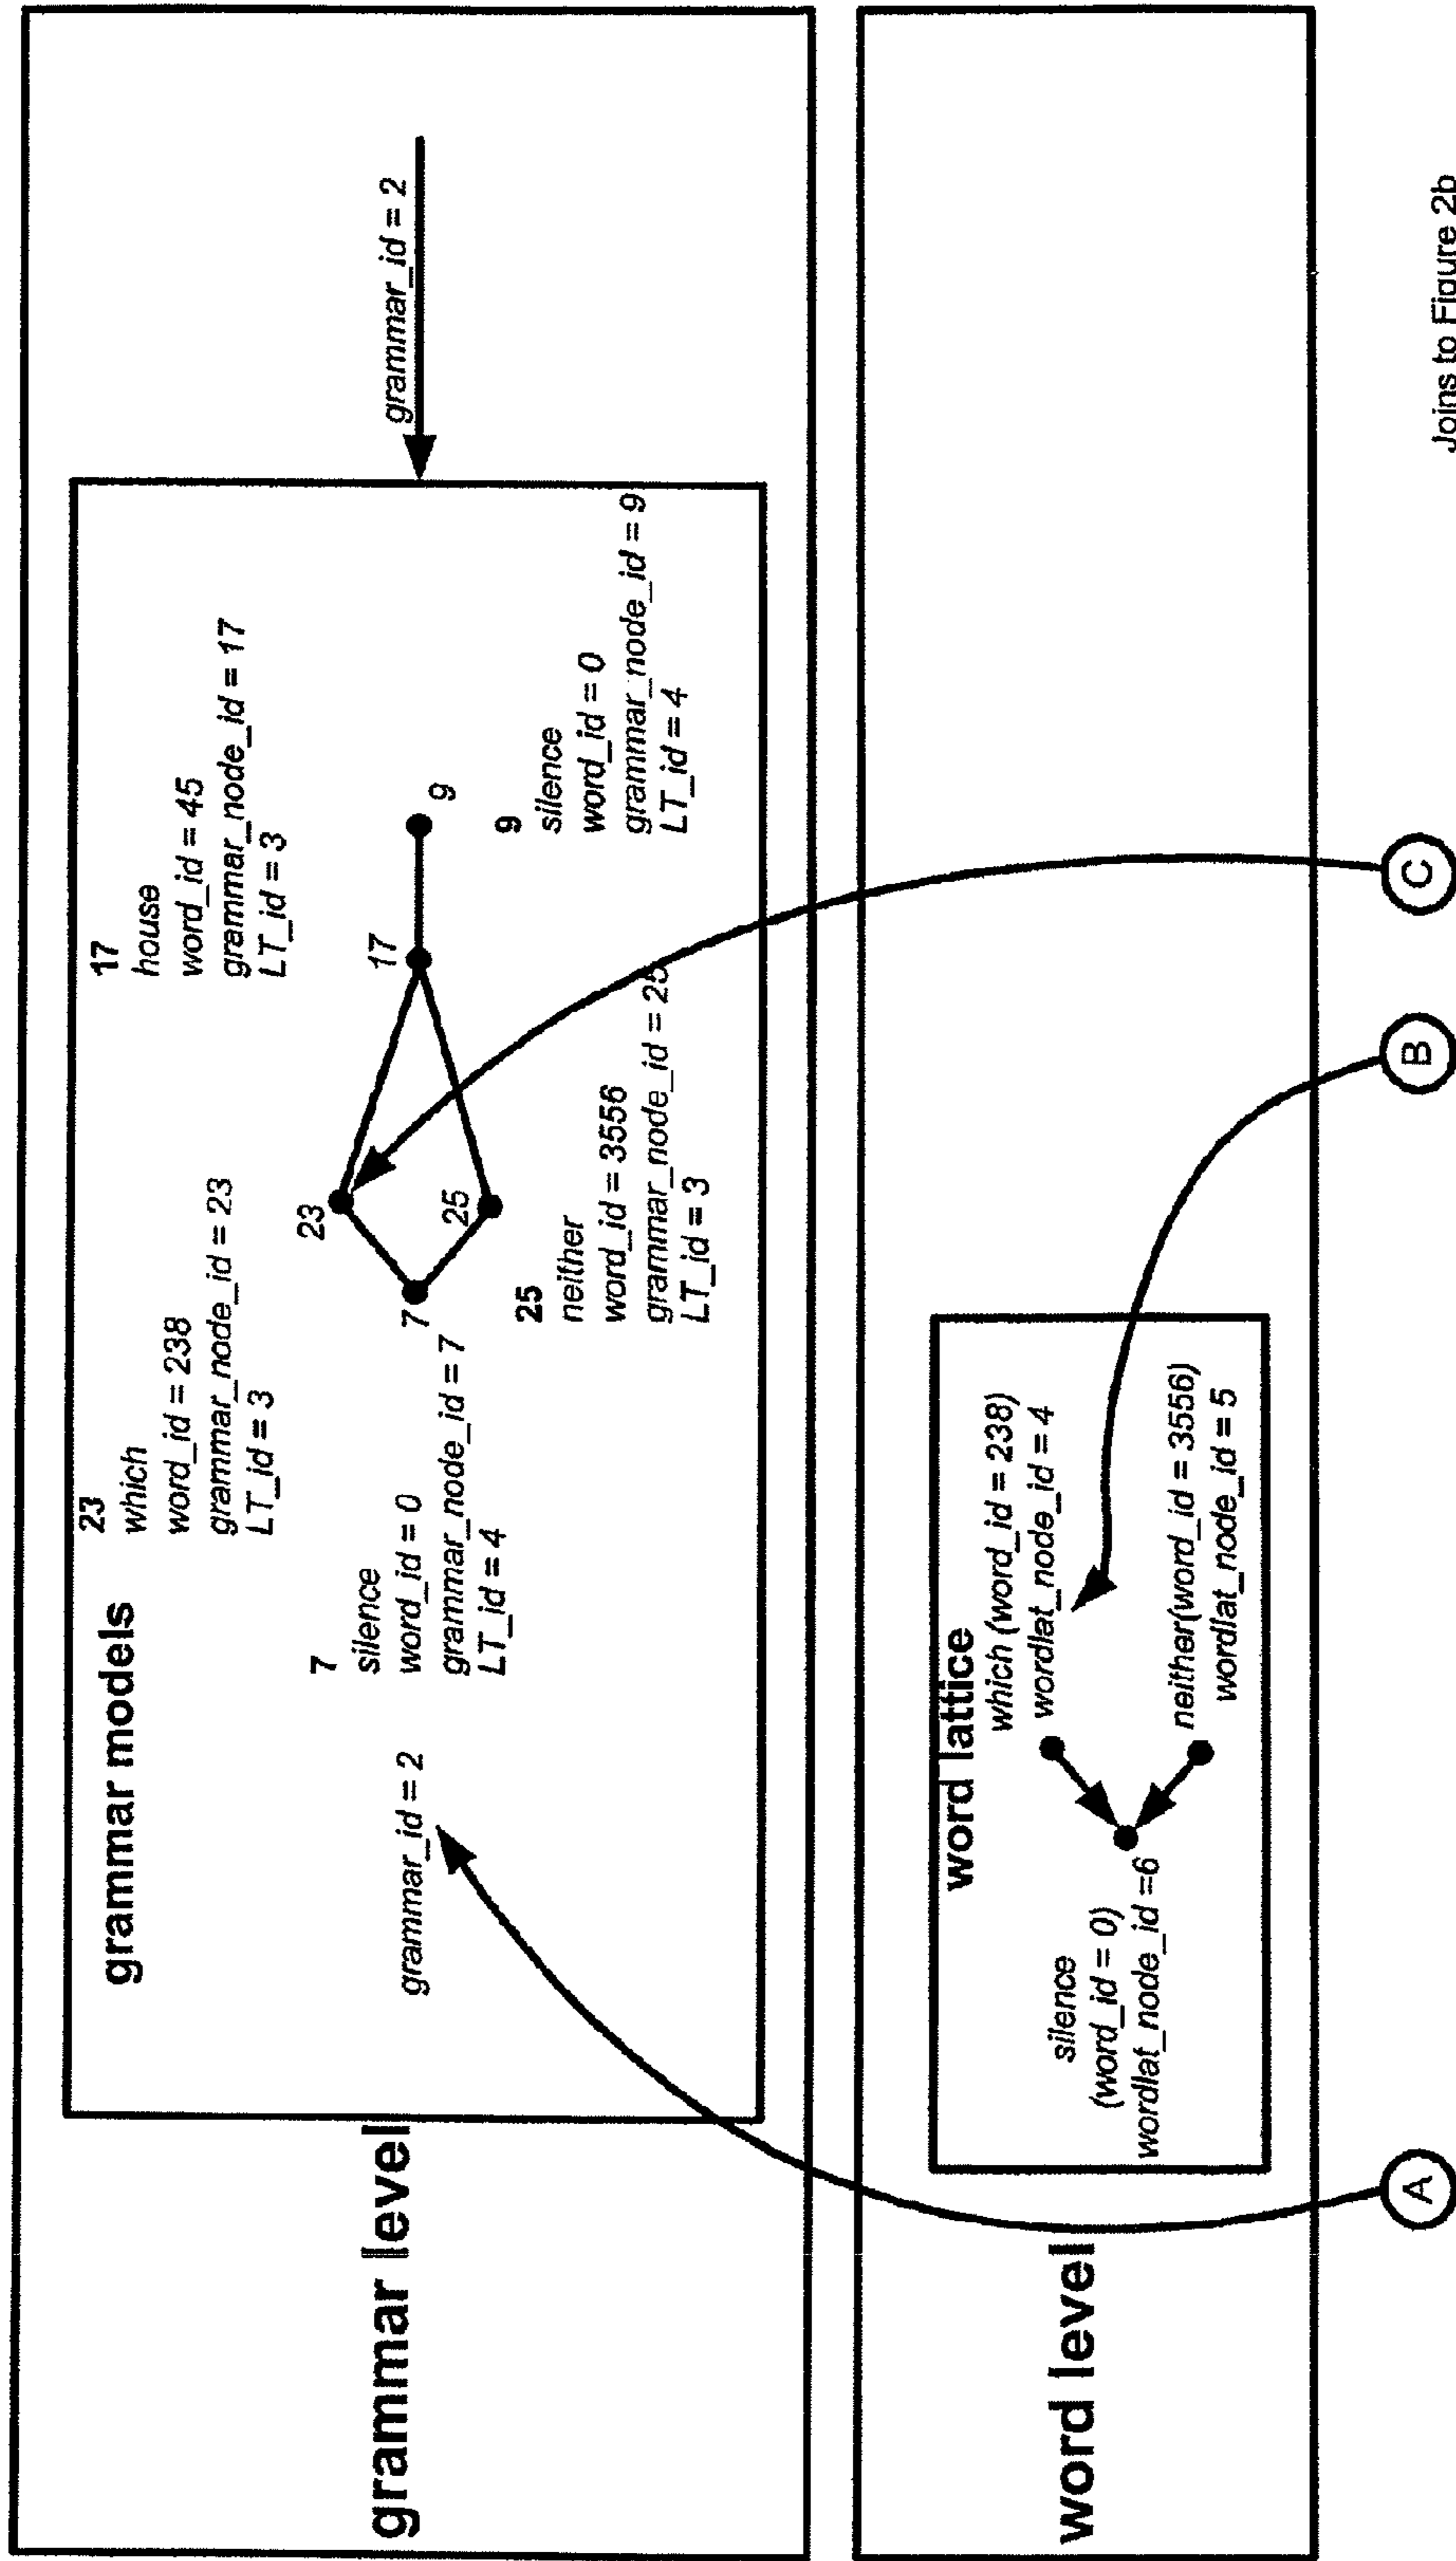 grammar level
grammar models
grammar_id = 2
7
silence
word_id = 0
grammar_node_id = 7
LT_id = 4
23
which
word_id = 238
grammar_node_id = 23
LT_id = 3
17
house
word_id = 45
grammar_node_id = 17
LT_id = 3
7
23
25
17
9
25
neither
word_id = 3556
grammar_node_id = 25
LT_id = 3
9
silence
word_id = 0
grammar_node_id = 9
LT_id = 4
grammar_id = 2
word level
word lattice
silence
(word_id = 0)
wordlat_node_id =6
which (word_id = 238)
wordlat_node_id = 4
neither(word_id = 3556)
wordlat_node_id = 5
A
B
C
Joins to Figure 2b